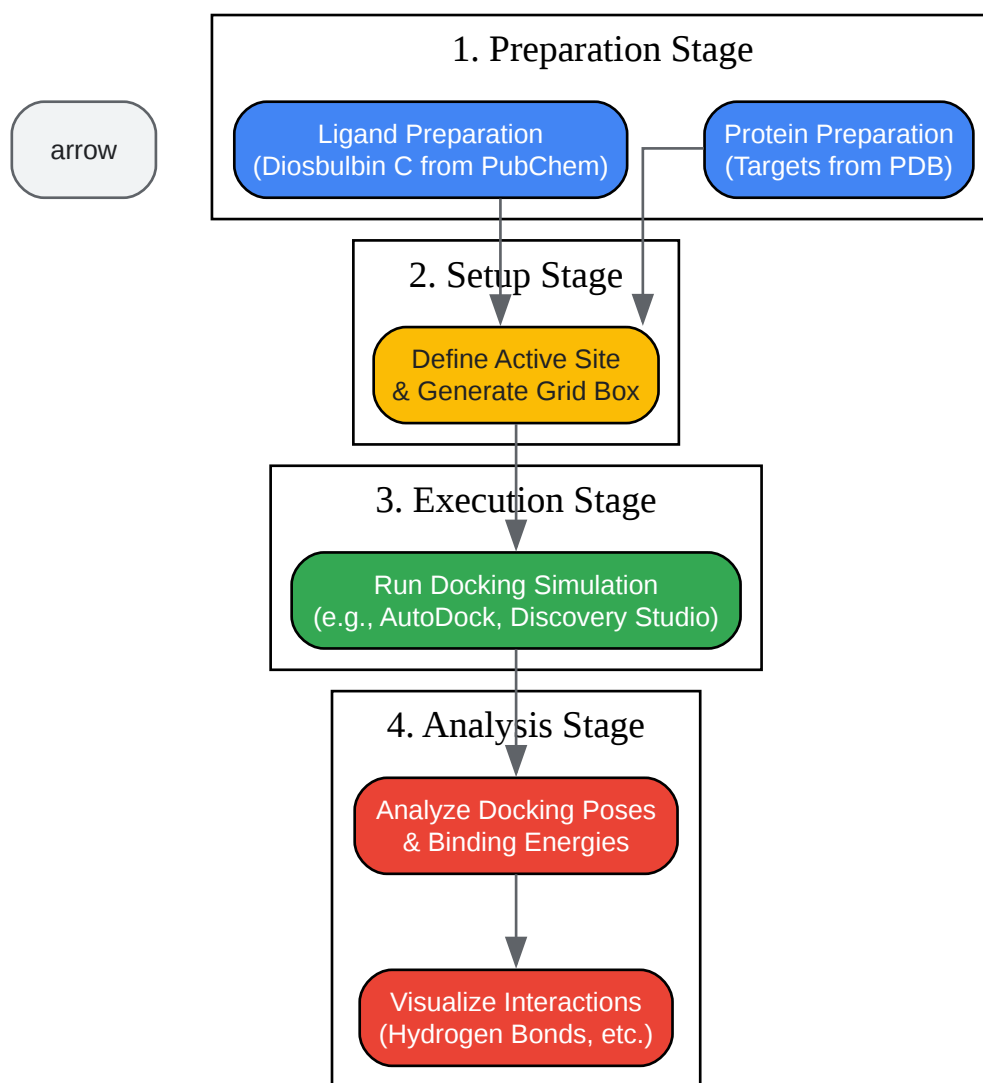 1. Preparation Stage
arrow
Ligand Preparation
(Diosbulbin C from PubChem)
Protein Preparation
(Targets from PDB)
2. Setup Stage
Define Active Site
& Generate Grid Box
3. Execution Stage
Run Docking Simulation
(e.g., AutoDock, Discovery Studio)
4. Analysis Stage
Analyze Docking Poses
& Binding Energies
Visualize Interactions
(Hydrogen Bonds, etc.)